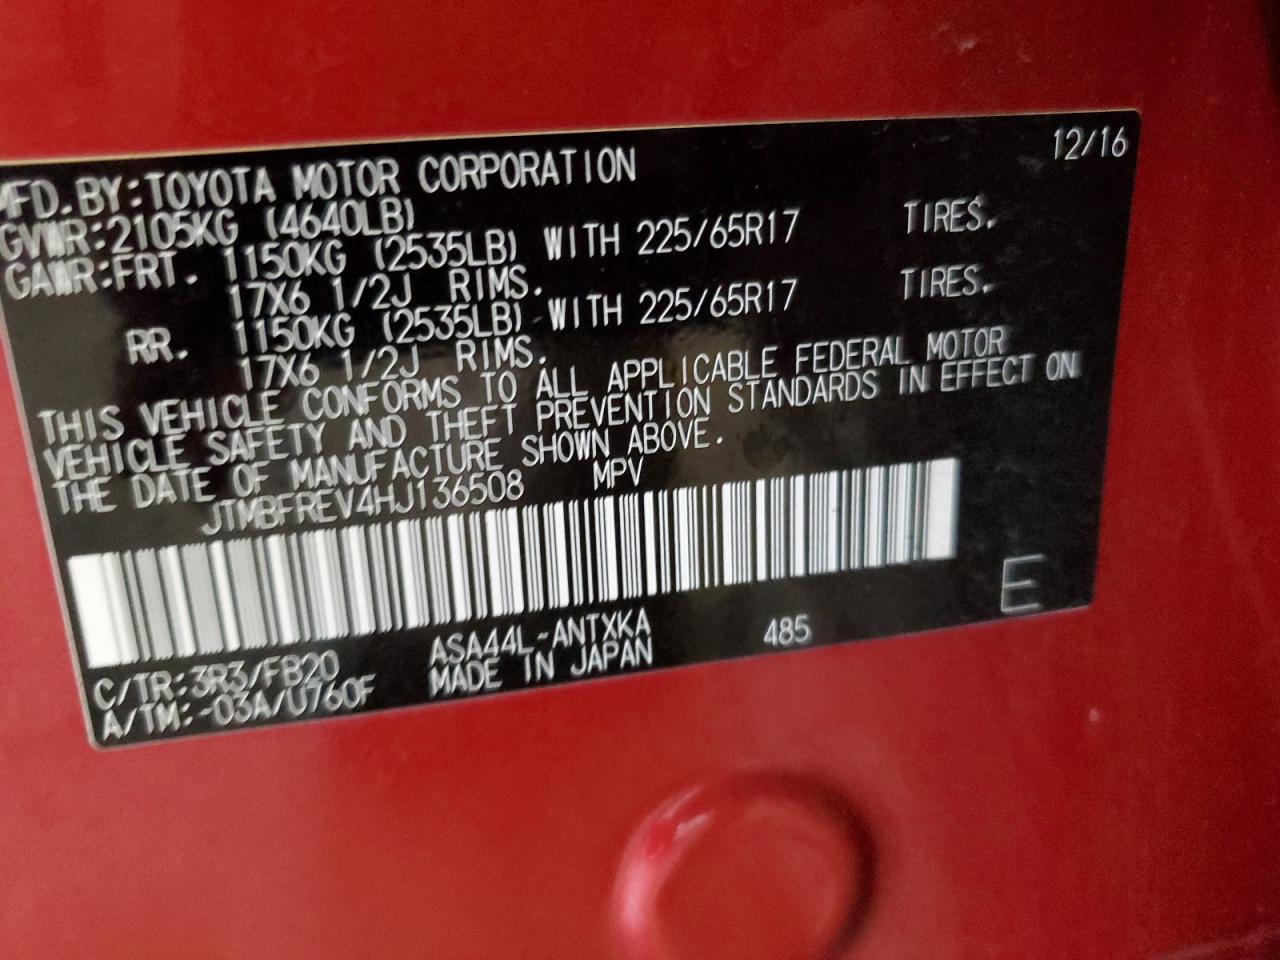 12/16
MFD. BY:TOYOTA MOTOR CORPORATION
GVWR:2105KG (4640LB)
GAWR:FRT. 1150KG (2535LB) WITH 225/65R17 TIRES.
17X6 1/2J RIMS.
RR. 1150KG (2535LB) WITH 225/65R17 TIRES.
17X6 1/2J RIMS.
THIS VEHICLE CONFORMS TO ALL APPLICABLE FEDERAL MOTOR
VEHICLE SAFETY AND THEFT PREVENTION STANDARDS IN EFFECT ON
THE DATE OF MANUFACTURE SHOWN ABOVE.
JTMBFREV4HJ136508 MPV
E
C/TR:3R3/FB20 ASA44L-ANTXKA 485
A/TM:-03A/U760F MADE IN JAPAN